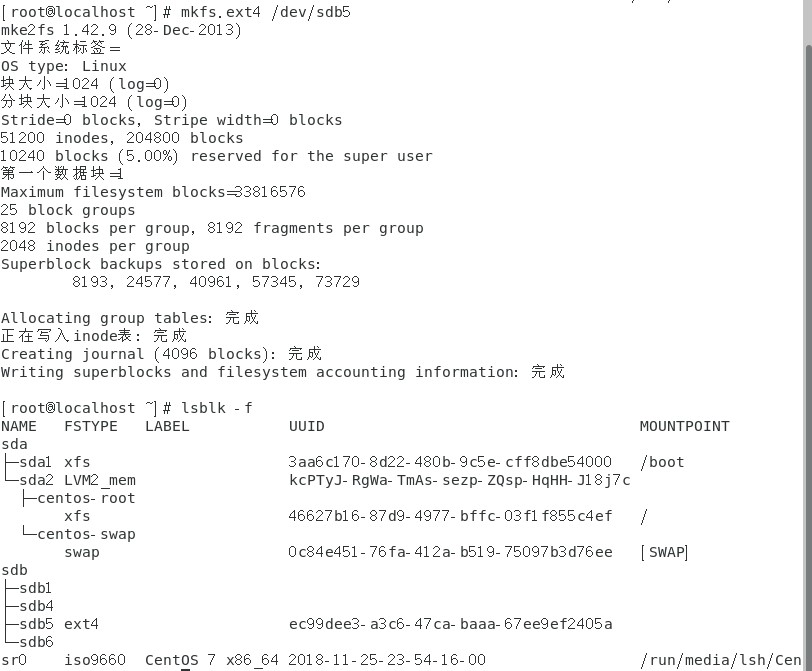 [root@localhost ~]# mkfs.ext4 /dev/sdb5
mke2fs 1.42.9 (28-Dec-2013)
文件系统标签=
OS type: Linux
块大小=1024 (log=0)
分块大小=1024 (log=0)
Stride=0 blocks, Stripe width=0 blocks
51200 inodes, 204800 blocks
10240 blocks (5.00%) reserved for the super user
第一个数据块=1
Maximum filesystem blocks=33816576
25 block groups
8192 blocks per group, 8192 fragments per group
2048 inodes per group
Superblock backups stored on blocks:
        8193, 24577, 40961, 57345, 73729

Allocating group tables: 完成
正在写入inode表: 完成
Creating journal (4096 blocks): 完成
Writing superblocks and filesystem accounting information: 完成

[root@localhost ~]# lsblk -f
NAME   FSTYPE   LABEL           UUID                                   MOUNTPOINT
sda
├─sda1 xfs                      3aa6c170-8d22-480b-9c5e-cff8dbe54000   /boot
└─sda2 LVM2_mem                 kcPTyJ-RgWa-TmAs-sezp-ZQsp-HqHH-J18j7c
  ├─centos-root
       xfs                      46627b16-87d9-4977-bffc-03f1f855c4ef   /
  └─centos-swap
       swap                     0c84e451-76fa-412a-b519-75097b3d76ee   [SWAP]
sdb
├─sdb1
├─sdb4
├─sdb5 ext4                     ec99dee3-a3c6-47ca-baaa-67ee9ef2405a
└─sdb6
sr0    iso9660  CentOS 7 x86_64 2018-11-25-23-54-16-00                 /run/media/lsh/Cen